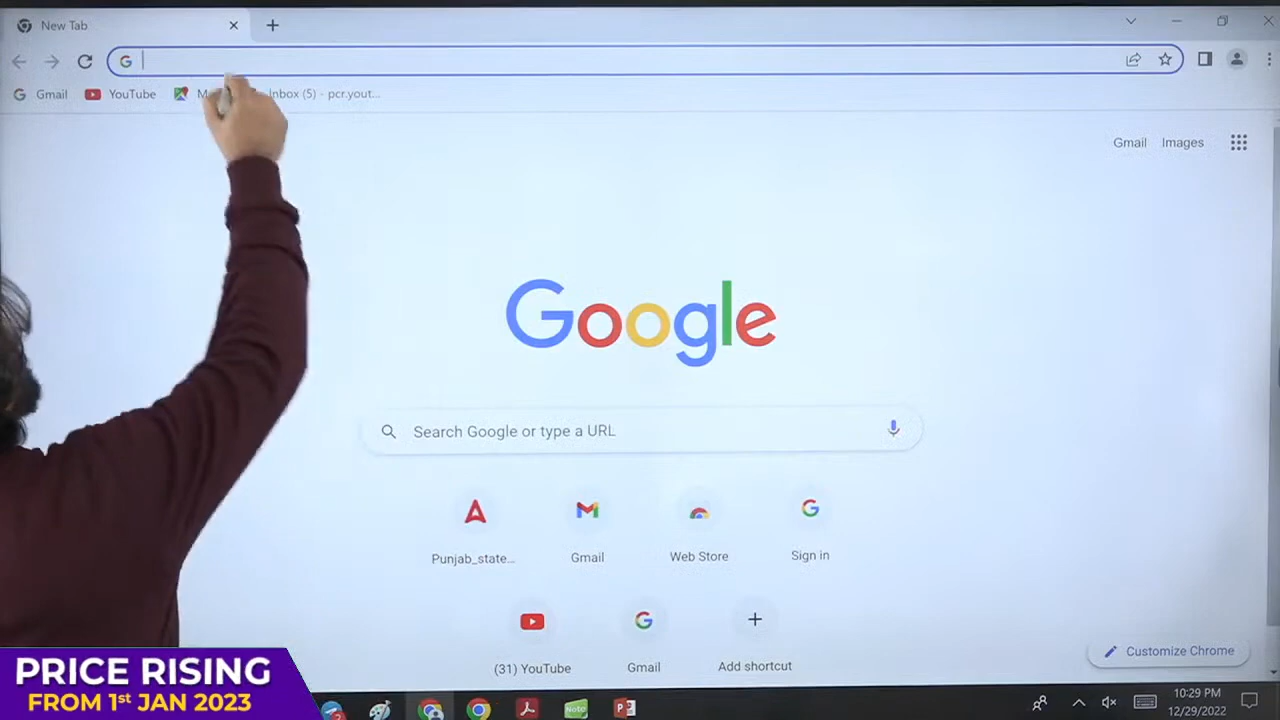 New Tab
Gmail YouTube Inbox (5) - pcr.yout...
Gmail Images
Google
Search Google or type a URL
Punjab_state... Gmail Web Store Sign in
(31) YouTube Gmail Add shortcut
Customize Chrome
PRICE RISING
FROM 1st JAN 2023
Note
10:29 PM
12/29/2022